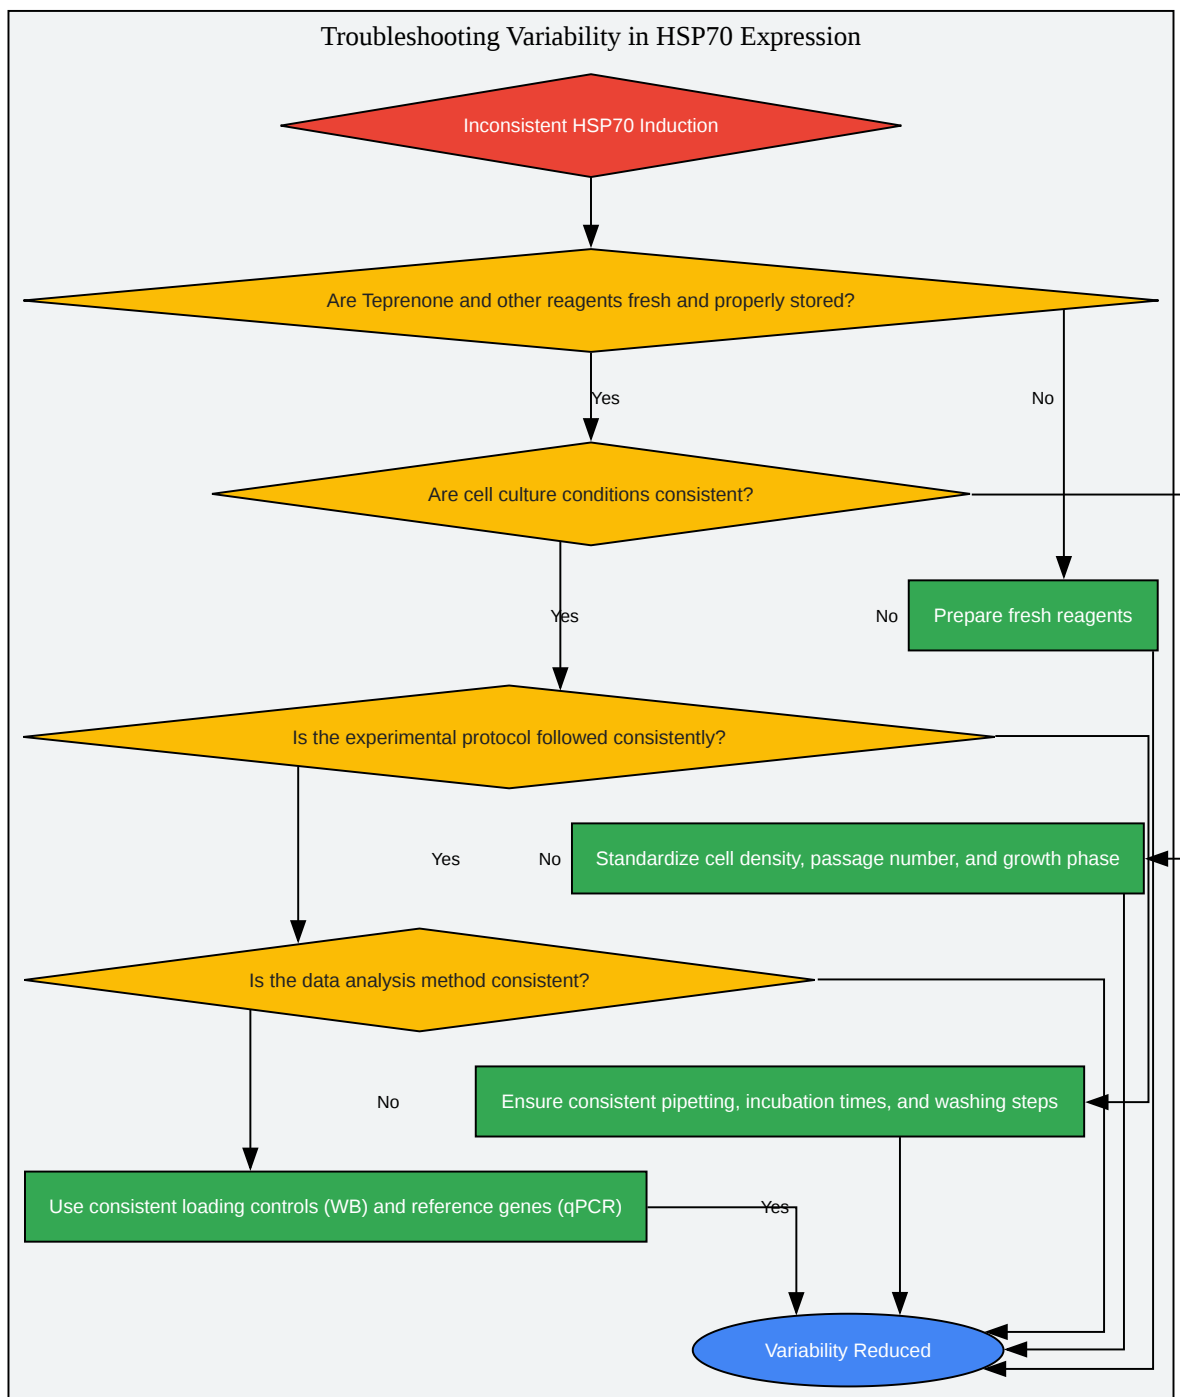 Troubleshooting Variability in HSP70 Expression
Inconsistent HSP70 Induction
Are Teprenone and other reagents fresh and properly stored?
Yes
No
Are cell culture conditions consistent?
Yes
No
Prepare fresh reagents
Is the experimental protocol followed consistently?
Yes
No
Standardize cell density, passage number, and growth phase
Is the data analysis method consistent?
No
Ensure consistent pipetting, incubation times, and washing steps
Use consistent loading controls (WB) and reference genes (qPCR)
Yes
Variability Reduced